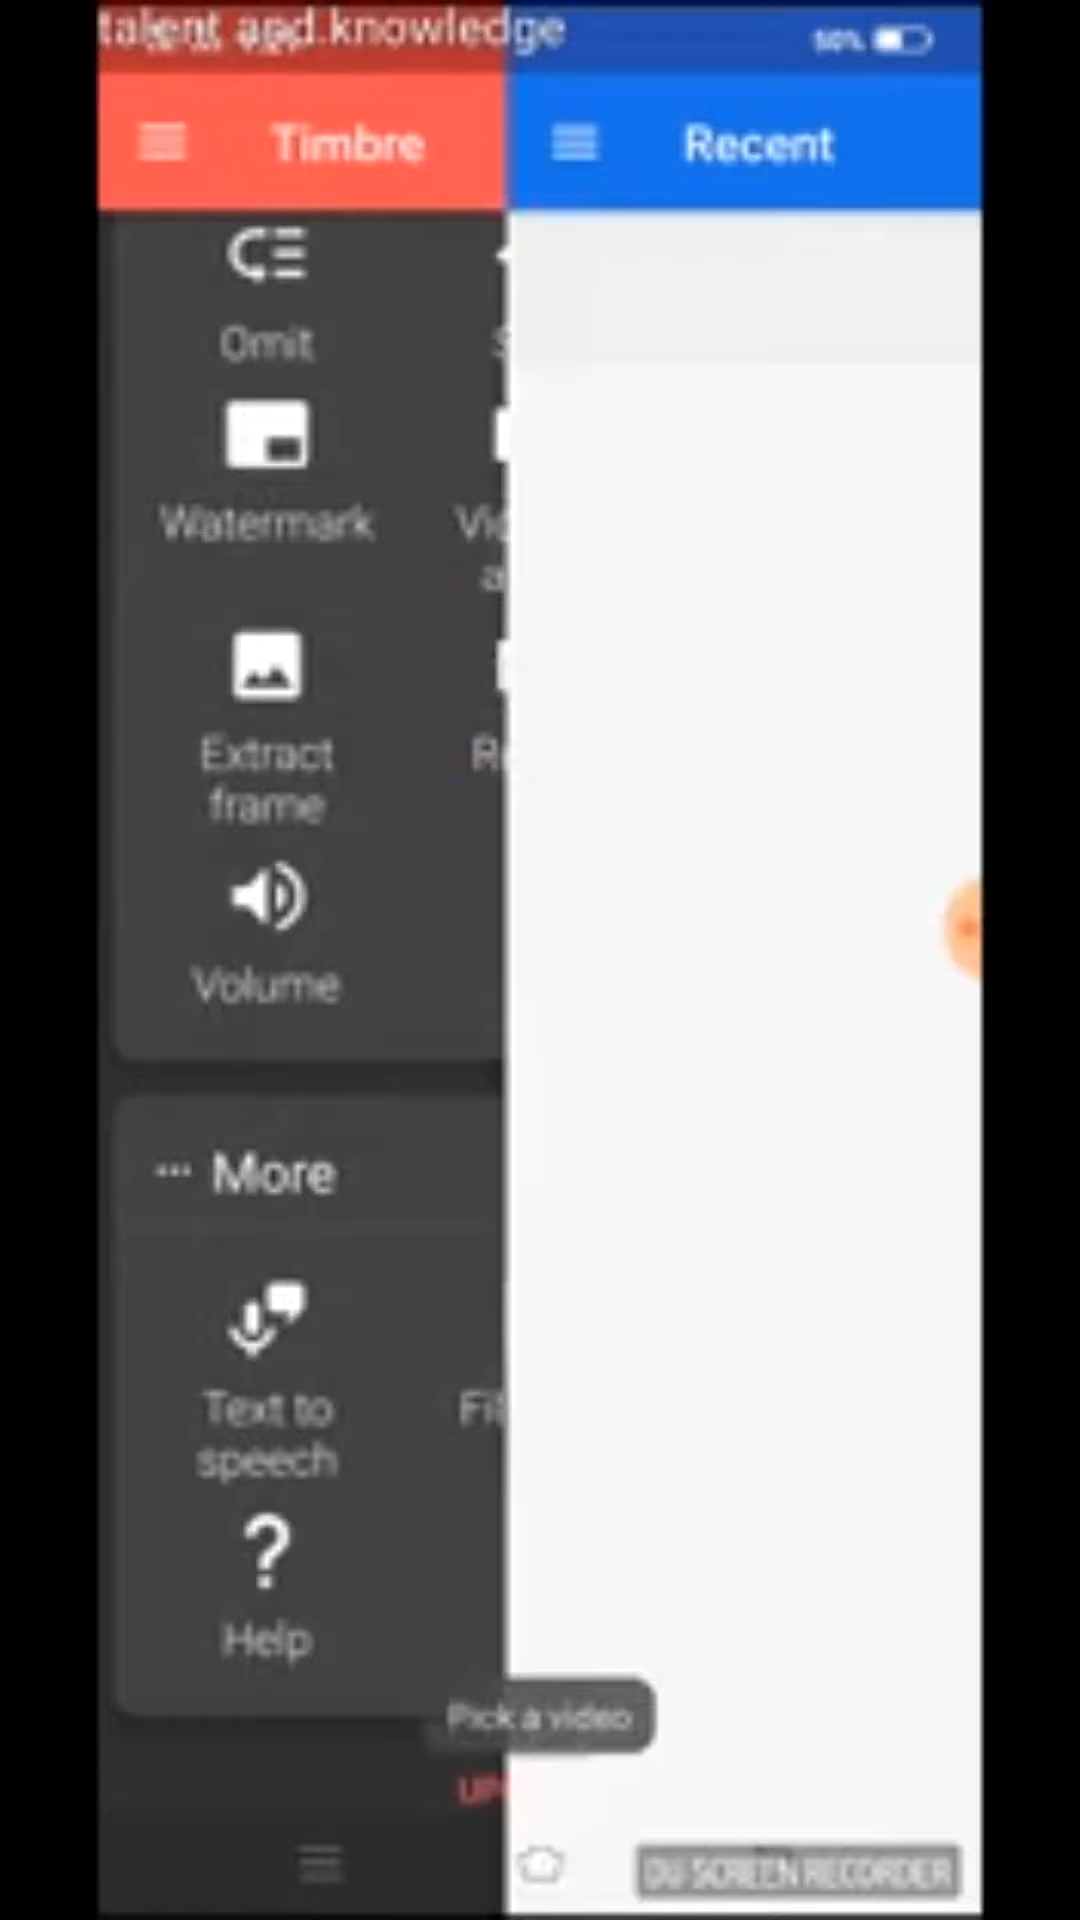 talent and knowledge
50%
Timbre
Recent
Omit
Watermark
Extract
frame
Volume
More
Text to
speech
Help
Pick a video
DU SCREEN RECORDER